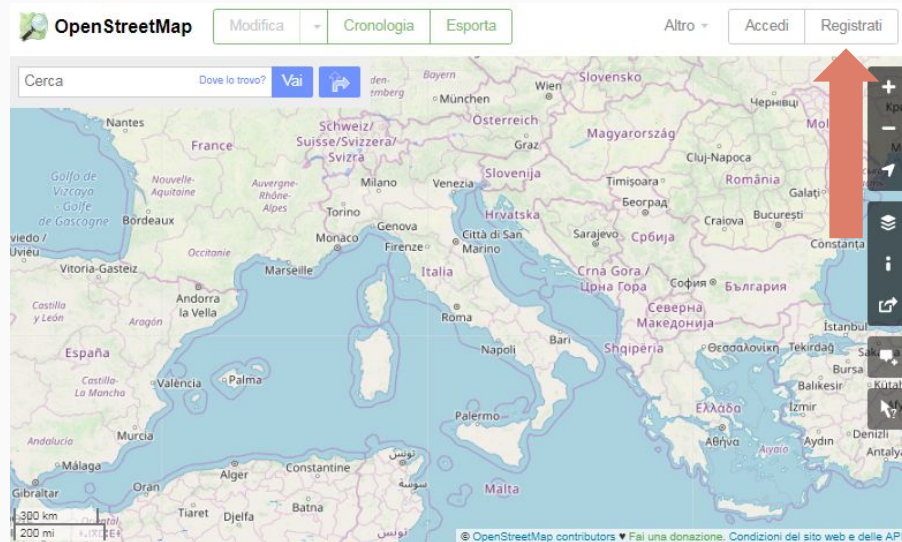 OpenStreetMap Modifica Cronologia Esporta Altro Accedi Registrati
Cerca Dove lo trovo? Vai
Bayern
München
Wien
Slovensko
Чернівці
Nantes
France
Schweiz/
Suisse/Svizzera/
Svizra
Österreich
Graz
Magyarország
Cluj-Napoca
Golfo de
Vizcaya
- Golfe
de Gascogne
Nouvelle-
Aquitaine
Auvergne-
Rhône-
Alpes
Milano
Venezia
Slovenija
Timișoara
România
Bordeaux
Torino
Genova
Hrvatska
Београд
Craiova
București
Monaco
Firenze
Città di San
Marino
Sarajevo
Србија
Constanța
Occitanie
Vitoria-Gasteiz
Marseille
Italia
Crna Gora /
Црна Гора
София
България
Castilla
y León
Aragón
Andorra
la Vella
Roma
Северна
Македонија
İstanbul
España
Napoli
Bari
Shqipëria
Θεσσαλονίκη
Tekirdağ
Bursa
Castilla-
La Mancha
València
Palma
Balıkesir
Palermo
Ελλάδα
İzmir
Andalucía
Murcia
Αθήνα
Αιγαίο
Aydın
Denizli
Málaga
Alger
Constantine
تونس
Antalya
Gibraltar
Oran
Tiaret
Djelfa
Batna
سوسة
Malta
تونس
300 km
200 mi
© OpenStreetMap contributors ♥ Fai una donazione. Condizioni del sito web e delle API